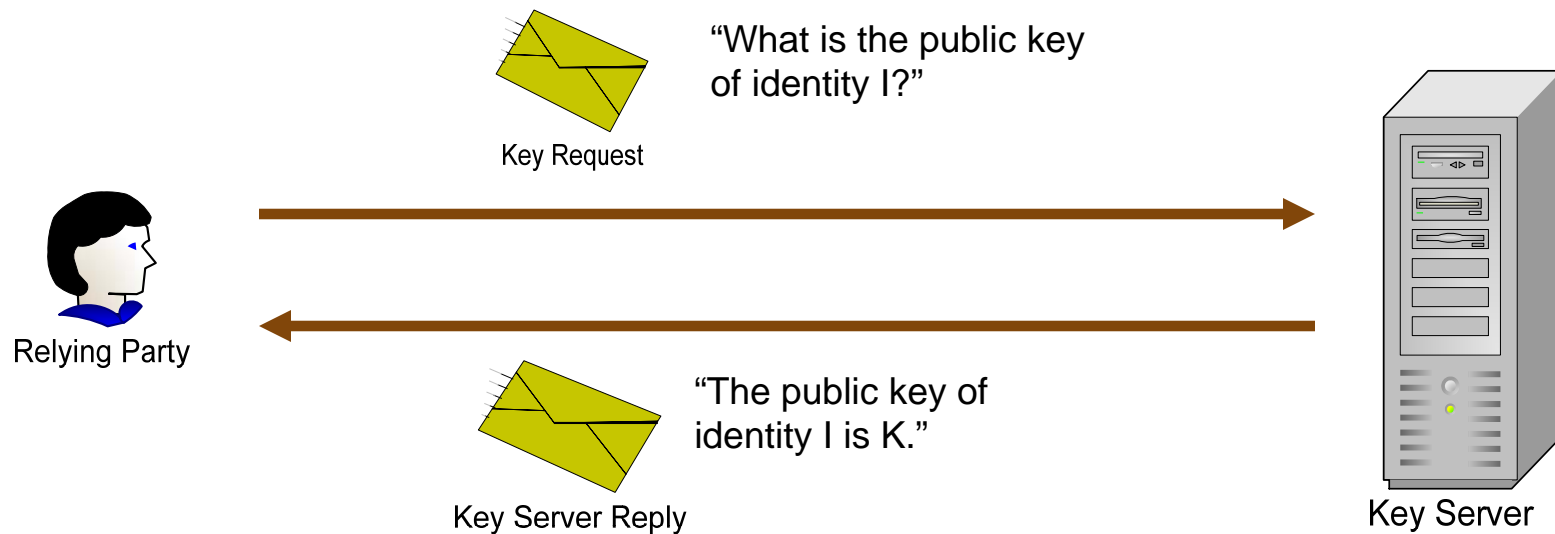 “What is the public key
of identity I?”
Key Request
Relying Party
“The public key of
identity I is K.”
Key Server Reply
Key Server